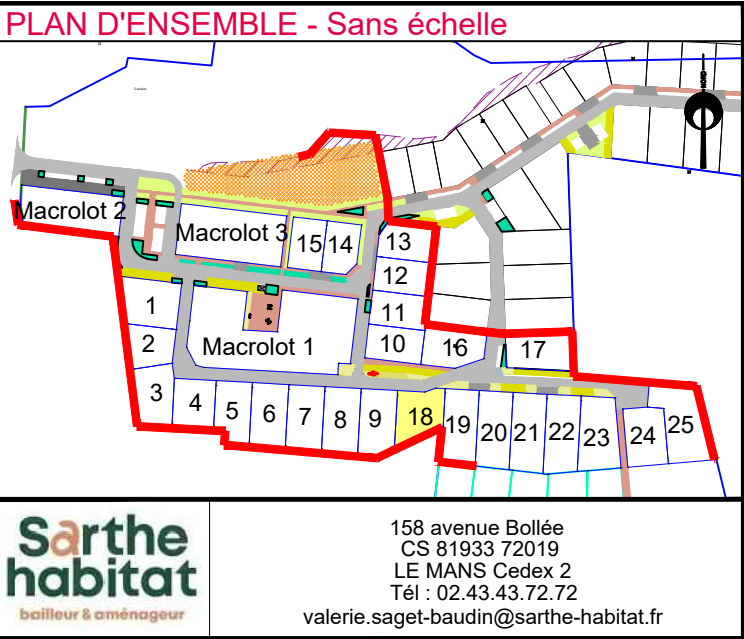 PLAN D'ENSEMBLE - Sans échelle
NORD
Macrolot 2
Macrolot 3
15
14
13
12
11
10
16
17
1
2
3
Macrolot 1
4
5
6
7
8
9
18
19
20
21
22
23
24
25
Sarthe
habitat
bailleur & aménageur
158 avenue Bollée
CS 81933 72019
LE MANS Cedex 2
Tél : 02.43.43.72.72
valerie.saget-baudin@sarthe-habitat.fr